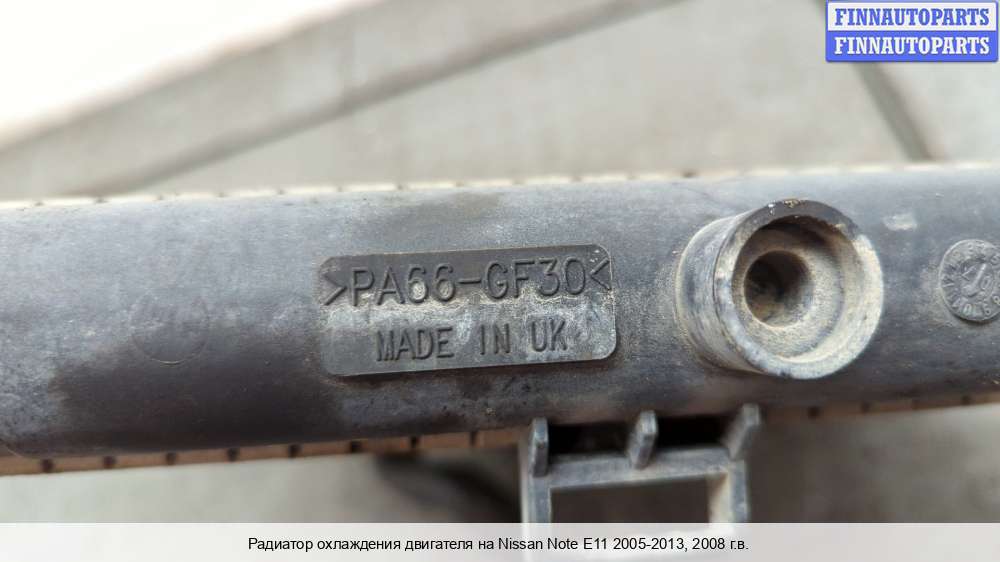 FINNAUTOPARTS
FINNAUTOPARTS
>PA66-GF30<
MADE IN UK
Радиатор охлаждения двигателя на Nissan Note E11 2005-2013, 2008 г.в.